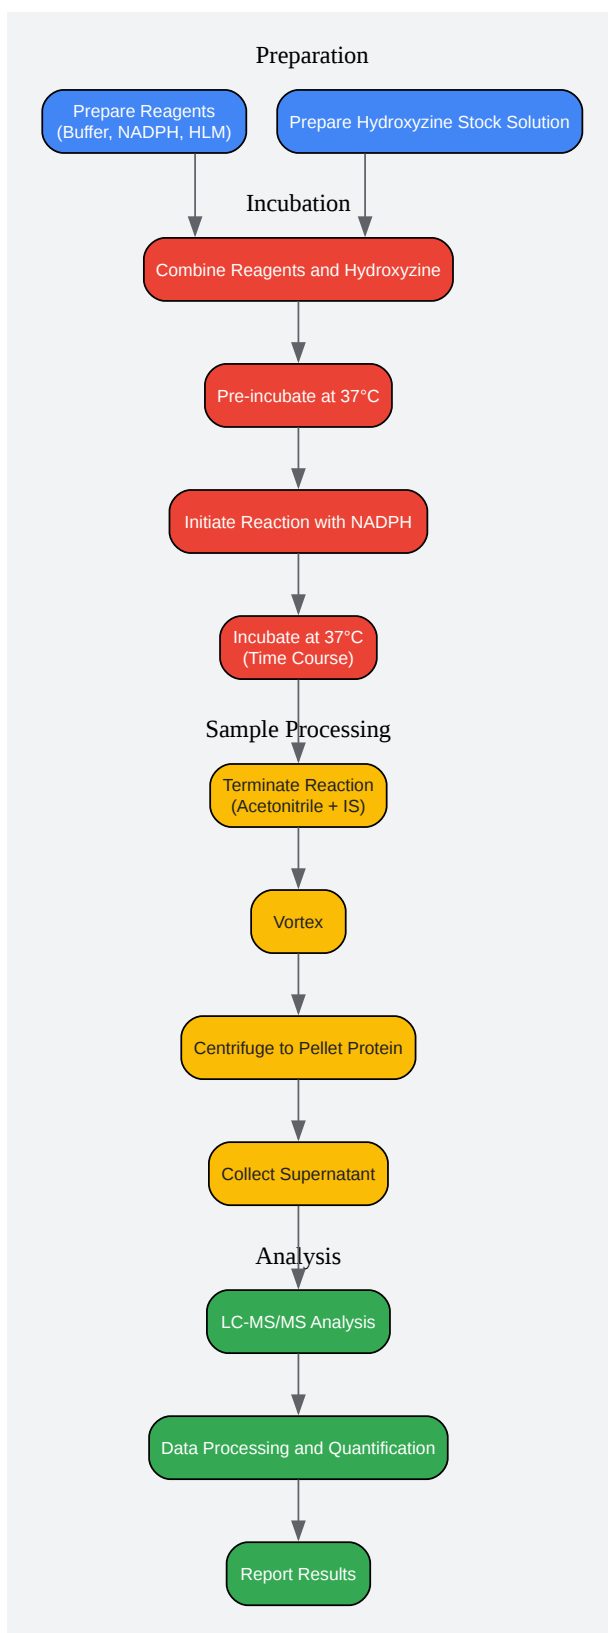 Preparation
Prepare Reagents
(Buffer, NADPH, HLM)
Prepare Hydroxyzine Stock Solution
Incubation
Combine Reagents and Hydroxyzine
Pre-incubate at 37°C
Initiate Reaction with NADPH
Incubate at 37°C
(Time Course)
Sample Processing
Terminate Reaction
(Acetonitrile + IS)
Vortex
Centrifuge to Pellet Protein
Collect Supernatant
Analysis
LC-MS/MS Analysis
Data Processing and Quantification
Report Results